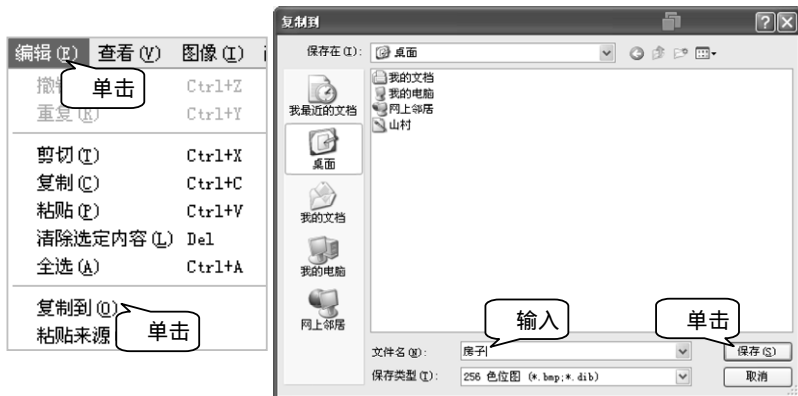 编辑(E) 查看(V) 图像(I)
单击
Ctrl+Z
重复(R) Ctrl+Y
剪切(T) Ctrl+X
复制(C) Ctrl+C
粘贴(P) Ctrl+V
清除选定内容(L) Del
全选(A) Ctrl+A
复制到(O)
粘贴来源
单击
复制到
保存在(I): 桌面
我最近的文档
桌面
我的文档
我的电脑
网上邻居
我的文档
我的电脑
网上邻居
山村
输入
单击
文件名(N): 房子 保存(S)
保存类型(T): 256 色位图 (*.bmp;*.dib) 取消